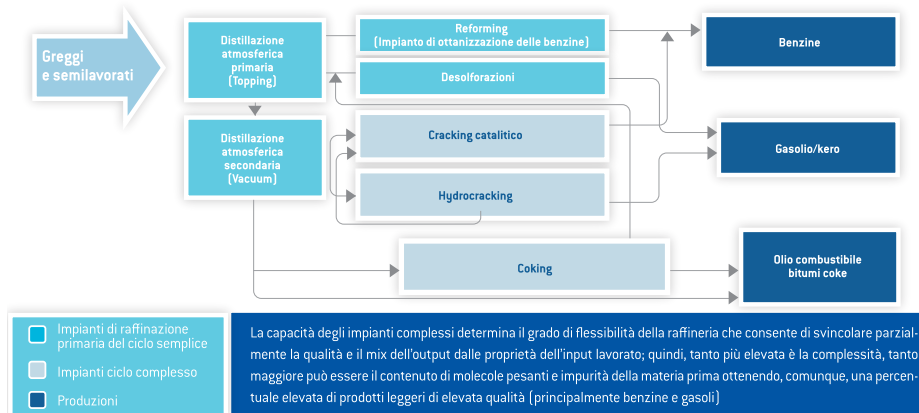 Greggi
e semilavorati
Distillazione
atmosferica
primaria
(Topping)
Reforming
(Impianto di ottanizzazione delle benzine)
Benzine
Desolforazioni
Distillazione
atmosferica
secondaria
(Vacuum)
Cracking catalitico
Gasolio/kero
Hydrocracking
Coking
Olio combustibile
bitumi coke
Impianti di raffinazione
primaria del ciclo semplice
Impianti ciclo complesso
Produzioni
La capacità degli impianti complessi determina il grado di flessibilità della raffineria che consente di svincolare parzial-
mente la qualità e il mix dell'output dalle proprietà dell'input lavorato; quindi, tanto più elevata è la complessità, tanto
maggiore può essere il contenuto di molecole pesanti e impurità della materia prima ottenendo, comunque, una percen-
tuale elevata di prodotti leggeri di elevata qualità (principalmente benzine e gasoli)